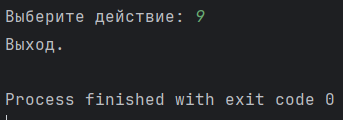 Выберите действие: 9
Выход.
Process finished with exit code 0